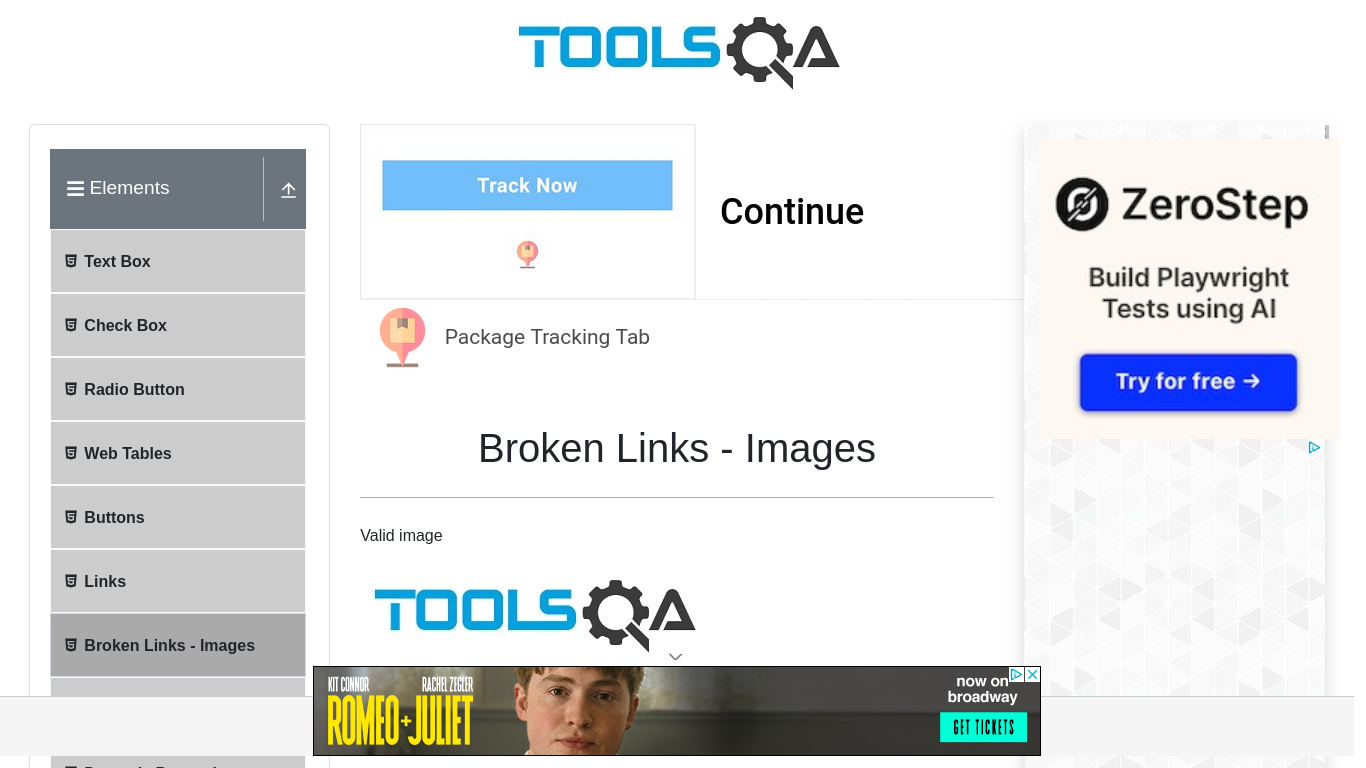 TOOLSQA
Elements
Text Box
Check Box
Radio Button
Web Tables
Buttons
Links
Broken Links - Images
Track Now
Continue
Package Tracking Tab
Broken Links - Images
Valid image
TOOLSQA
ZeroStep
Build Playwright
Tests using AI
Try for free →
KIT CONNOR RACHEL ZEGLER
ROMEO+JULIET
now on
broadway
GET TICKETS